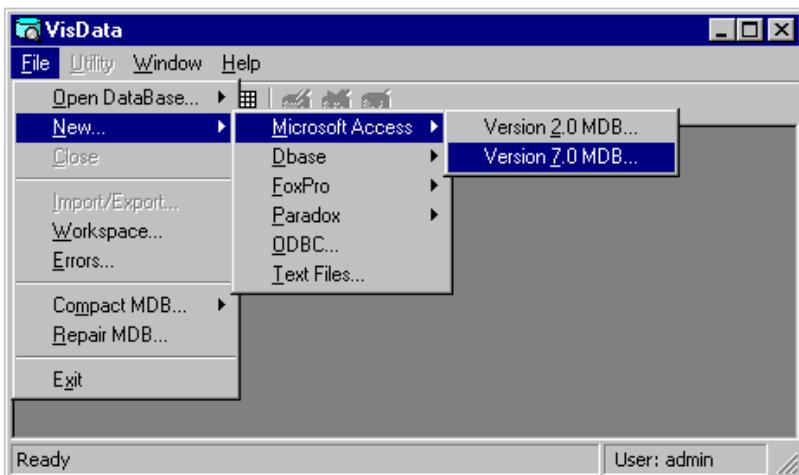 VisData
File Utility Window Help
Open DataBase...
New...
Close
Import/Export...
Workspace...
Errors...
Compact MDB...
Repair MDB...
Exit
Microsoft Access
Dbase
FoxPro
Paradox
ODBC...
Text Files...
Version 2.0 MDB...
Version 7.0 MDB...
Ready
User: admin